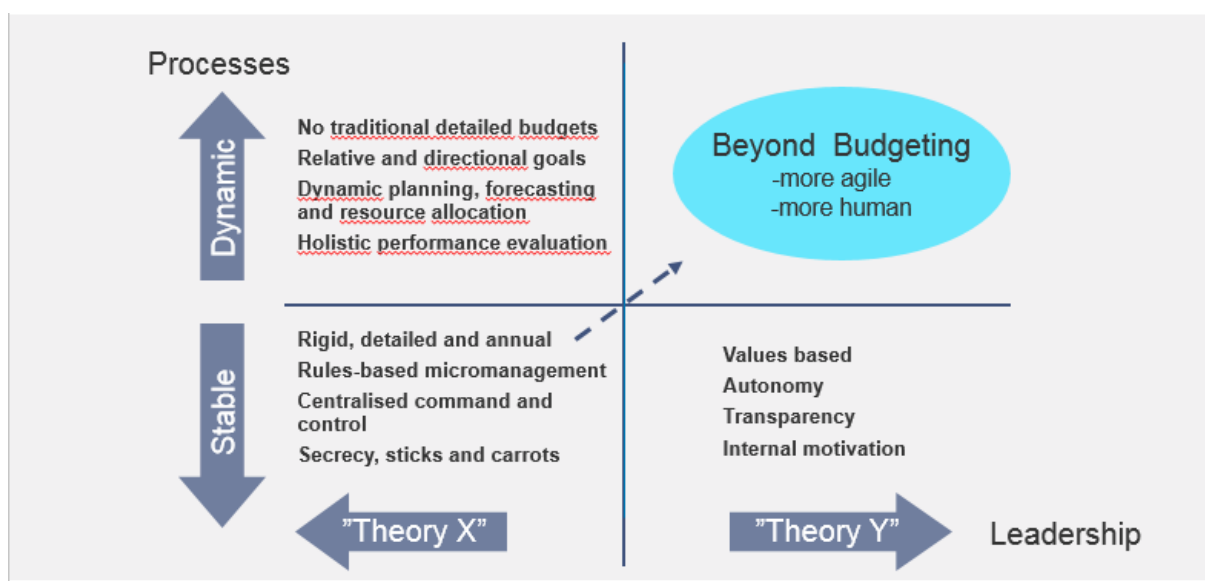 Processes
Dynamic
No traditional detailed budgets
Relative and directional goals
Dynamic planning, forecasting
and resource allocation
Holistic performance evaluation
Beyond Budgeting
-more agile
-more human
Stable
Rigid, detailed and annual
Rules-based micromanagement
Centralised command and
control
Secrecy, sticks and carrots
Values based
Autonomy
Transparency
Internal motivation
”Theory X”
”Theory Y”
Leadership